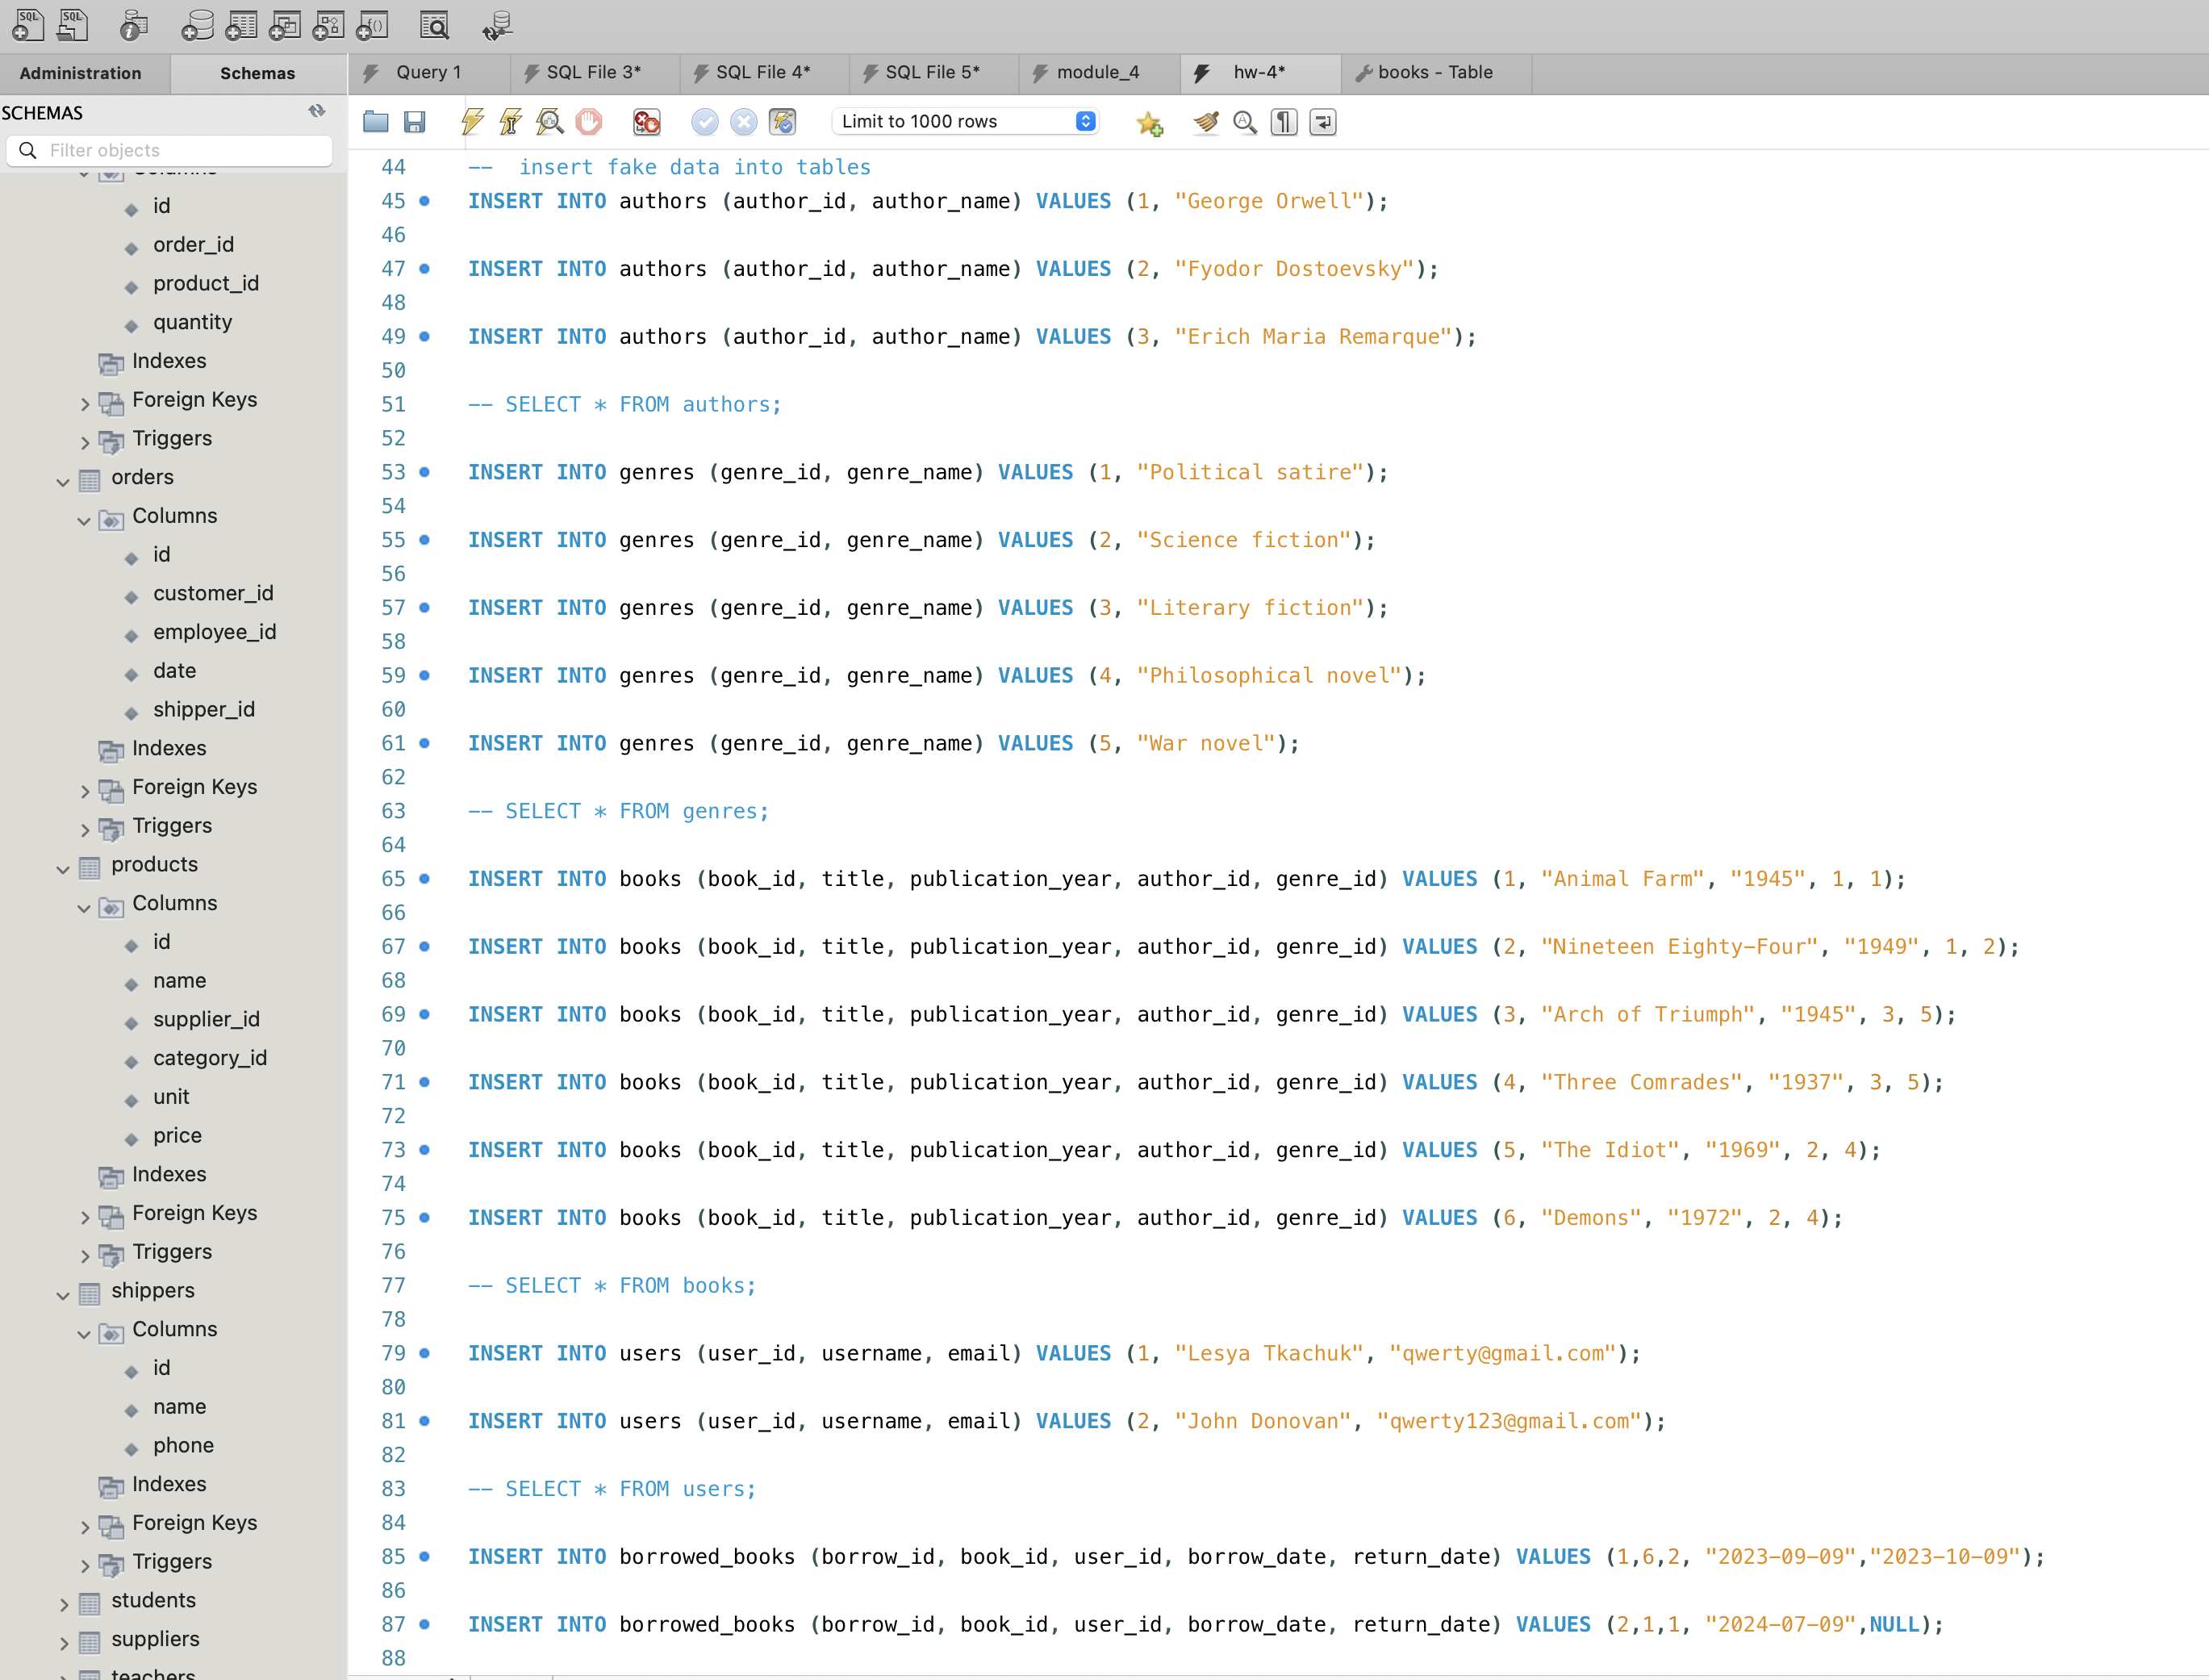 Administration
Schemas
Query 1
SQL File 3*
SQL File 4*
SQL File 5*
module_4
hw-4*
books - Table
SCHEMAS
Filter objects
Limit to 1000 rows
Columns
id
order_id
product_id
quantity
Indexes
Foreign Keys
Triggers
orders
Columns
id
customer_id
employee_id
date
shipper_id
Indexes
Foreign Keys
Triggers
products
Columns
id
name
supplier_id
category_id
unit
price
Indexes
Foreign Keys
Triggers
shippers
Columns
id
name
phone
Indexes
Foreign Keys
Triggers
students
suppliers
teachers
44 -- insert fake data into tables
45 INSERT INTO authors (author_id, author_name) VALUES (1, "George Orwell");
46
47 INSERT INTO authors (author_id, author_name) VALUES (2, "Fyodor Dostoevsky");
48
49 INSERT INTO authors (author_id, author_name) VALUES (3, "Erich Maria Remarque");
50
51 -- SELECT * FROM authors;
52
53 INSERT INTO genres (genre_id, genre_name) VALUES (1, "Political satire");
54
55 INSERT INTO genres (genre_id, genre_name) VALUES (2, "Science fiction");
56
57 INSERT INTO genres (genre_id, genre_name) VALUES (3, "Literary fiction");
58
59 INSERT INTO genres (genre_id, genre_name) VALUES (4, "Philosophical novel");
60
61 INSERT INTO genres (genre_id, genre_name) VALUES (5, "War novel");
62
63 -- SELECT * FROM genres;
64
65 INSERT INTO books (book_id, title, publication_year, author_id, genre_id) VALUES (1, "Animal Farm", "1945", 1, 1);
66
67 INSERT INTO books (book_id, title, publication_year, author_id, genre_id) VALUES (2, "Nineteen Eighty-Four", "1949", 1, 2);
68
69 INSERT INTO books (book_id, title, publication_year, author_id, genre_id) VALUES (3, "Arch of Triumph", "1945", 3, 5);
70
71 INSERT INTO books (book_id, title, publication_year, author_id, genre_id) VALUES (4, "Three Comrades", "1937", 3, 5);
72
73 INSERT INTO books (book_id, title, publication_year, author_id, genre_id) VALUES (5, "The Idiot", "1969", 2, 4);
74
75 INSERT INTO books (book_id, title, publication_year, author_id, genre_id) VALUES (6, "Demons", "1972", 2, 4);
76
77 -- SELECT * FROM books;
78
79 INSERT INTO users (user_id, username, email) VALUES (1, "Lesya Tkachuk", "qwerty@gmail.com");
80
81 INSERT INTO users (user_id, username, email) VALUES (2, "John Donovan", "qwerty123@gmail.com");
82
83 -- SELECT * FROM users;
84
85 INSERT INTO borrowed_books (borrow_id, book_id, user_id, borrow_date, return_date) VALUES (1,6,2, "2023-09-09","2023-10-09");
86
87 INSERT INTO borrowed_books (borrow_id, book_id, user_id, borrow_date, return_date) VALUES (2,1,1, "2024-07-09",NULL);
88